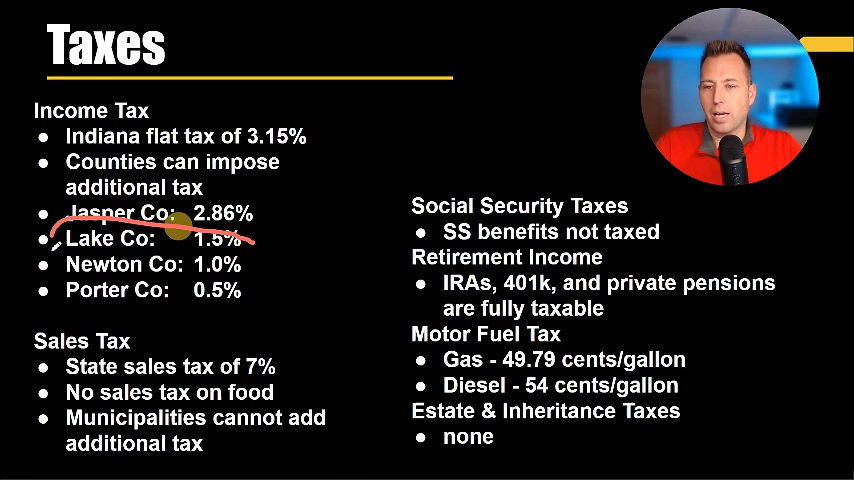 Taxes
Income Tax
● Indiana flat tax of 3.15%
● Counties can impose
additional tax
● Jasper Co: 2.86%
● Lake Co: 1.5%
● Newton Co: 1.0%
● Porter Co: 0.5%
Sales Tax
● State sales tax of 7%
● No sales tax on food
● Municipalities cannot add
additional tax
Social Security Taxes
● SS benefits not taxed
Retirement Income
● IRAs, 401k, and private pensions
are fully taxable
Motor Fuel Tax
● Gas - 49.79 cents/gallon
● Diesel - 54 cents/gallon
Estate & Inheritance Taxes
● none